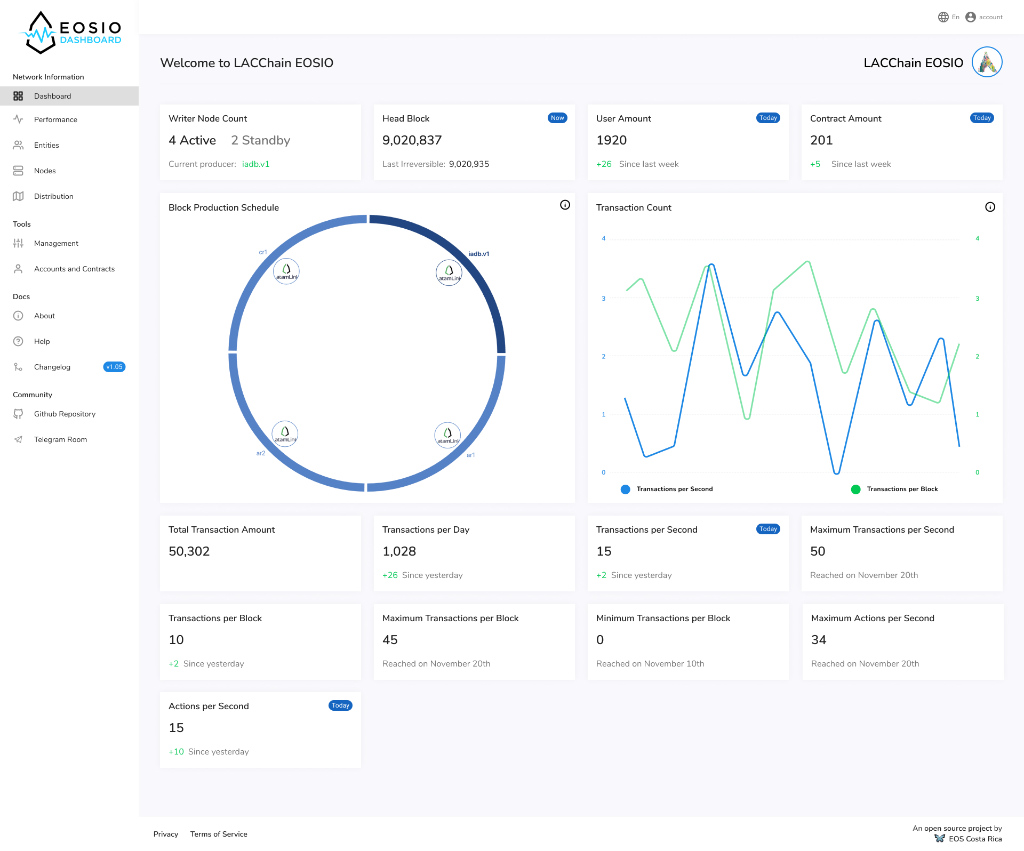 EOSIO
DASHBOARD
En account
Network Information
Dashboard
Performance
Entities
Nodes
Distribution
Tools
Management
Accounts and Contracts
Docs
About
Help
Changelog v1.05
Community
Github Repository
Telegram Room
Welcome to LACChain EOSIO
LACChain EOSIO
Writer Node Count
4 Active 2 Standby
Current producer: iadb.v1
Head Block Now
9,020,837
Last Irreversible: 9,020,935
User Amount Today
1920
+26 Since last week
Contract Amount Today
201
+5 Since last week
Block Production Schedule
cr1
iadb.v1
ar2
ar1
Transaction Count
4 4
3 3
2 2
1 1
0 0
Transactions per Second Transactions per Block
Total Transaction Amount
50,302
Transactions per Day
1,028
+26 Since yesterday
Transactions per Second Today
15
+2 Since yesterday
Maximum Transactions per Second
50
Reached on November 20th
Transactions per Block
10
+2 Since yesterday
Maximum Transactions per Block
45
Reached on November 20th
Minimum Transactions per Block
0
Reached on November 10th
Maximum Actions per Second
34
Reached on November 20th
Actions per Second Today
15
+10 Since yesterday
Privacy Terms of Service
An open source project by
EOS Costa Rica